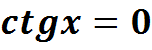 ctgx = 0